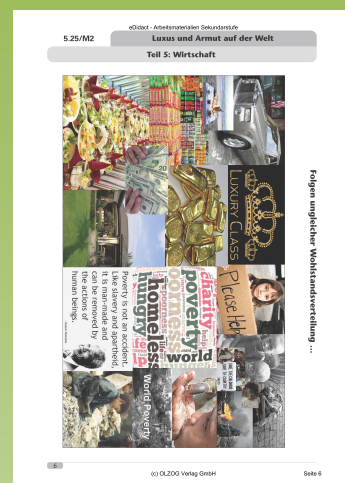 eDidact - Arbeitsmaterialien Sekundarstufe
5.25/M2
Luxus und Armut auf der Welt
Teil 5: Wirtschaft
Folgen ungleicher Wohlstandsverteilung ...
LUXURY CLASS
Please Help
charity
help
poverty
world
poorness
homeless
hungry
help
World Poverty
Poverty is not an accident.
Like slavery and apartheid,
it is man-made and
can be removed by
the actions of
human beings.
6
(c) OLZOG Verlag GmbH
Seite 6